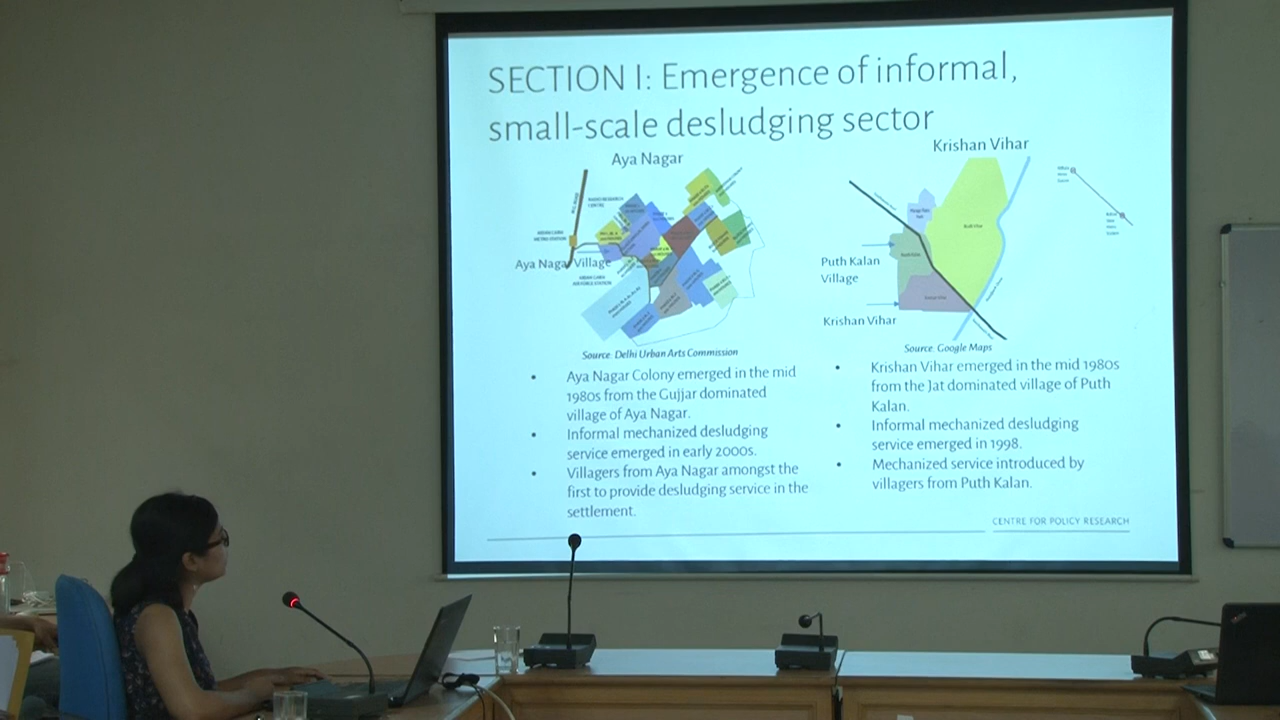 SECTION I: Emergence of informal,
small-scale desludging sector
Aya Nagar
Aya Nagar Village
Source: Delhi Urban Arts Commission
• Aya Nagar Colony emerged in the mid
1980s from the Gujjar dominated
village of Aya Nagar.
• Informal mechanized desludging
service emerged in early 2000s.
• Villagers from Aya Nagar amongst the
first to provide desludging service in the
settlement.
Krishan Vihar
Puth Kalan
Village
Krishan Vihar
Source: Google Maps
• Krishan Vihar emerged in the mid 1980s
from the Jat dominated village of Puth
Kalan.
• Informal mechanized desludging
service emerged in 1998.
• Mechanized service introduced by
villagers from Puth Kalan.
CENTRE FOR POLICY RESEARCH